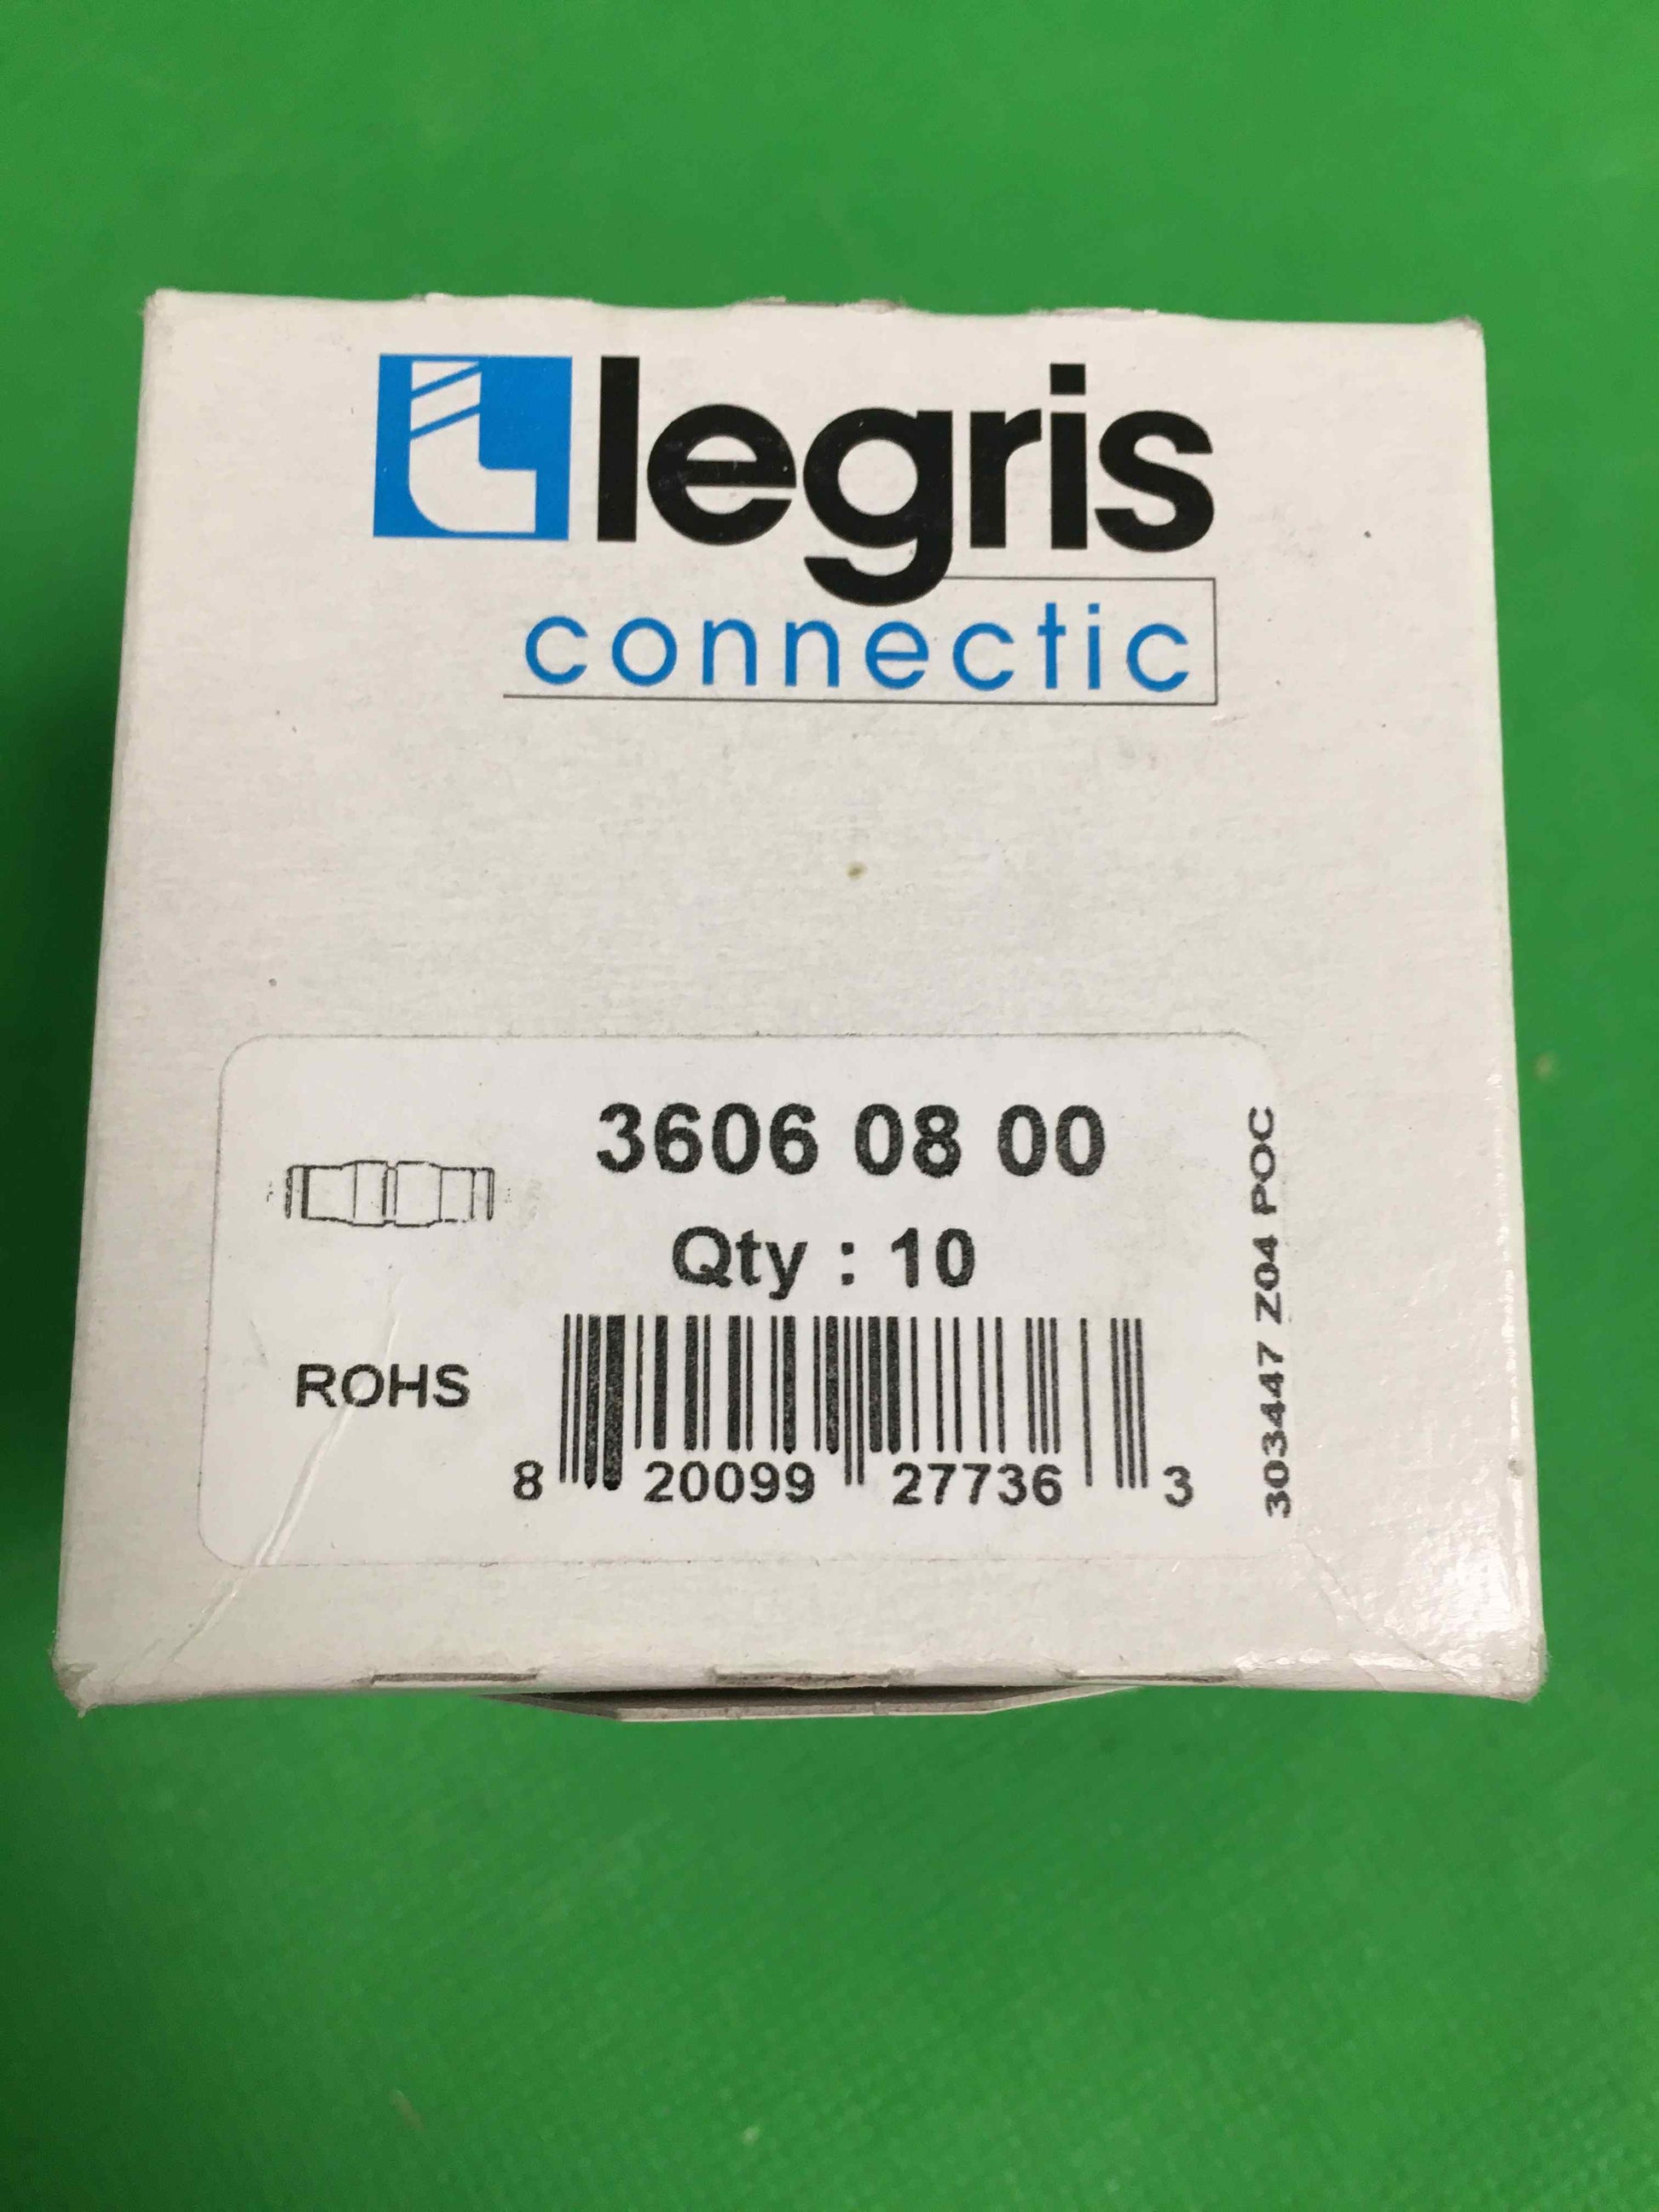 legris
connectic
3606 08 00
Qty : 10
ROHS
8 20099 27736 3
303447 Z04 POC